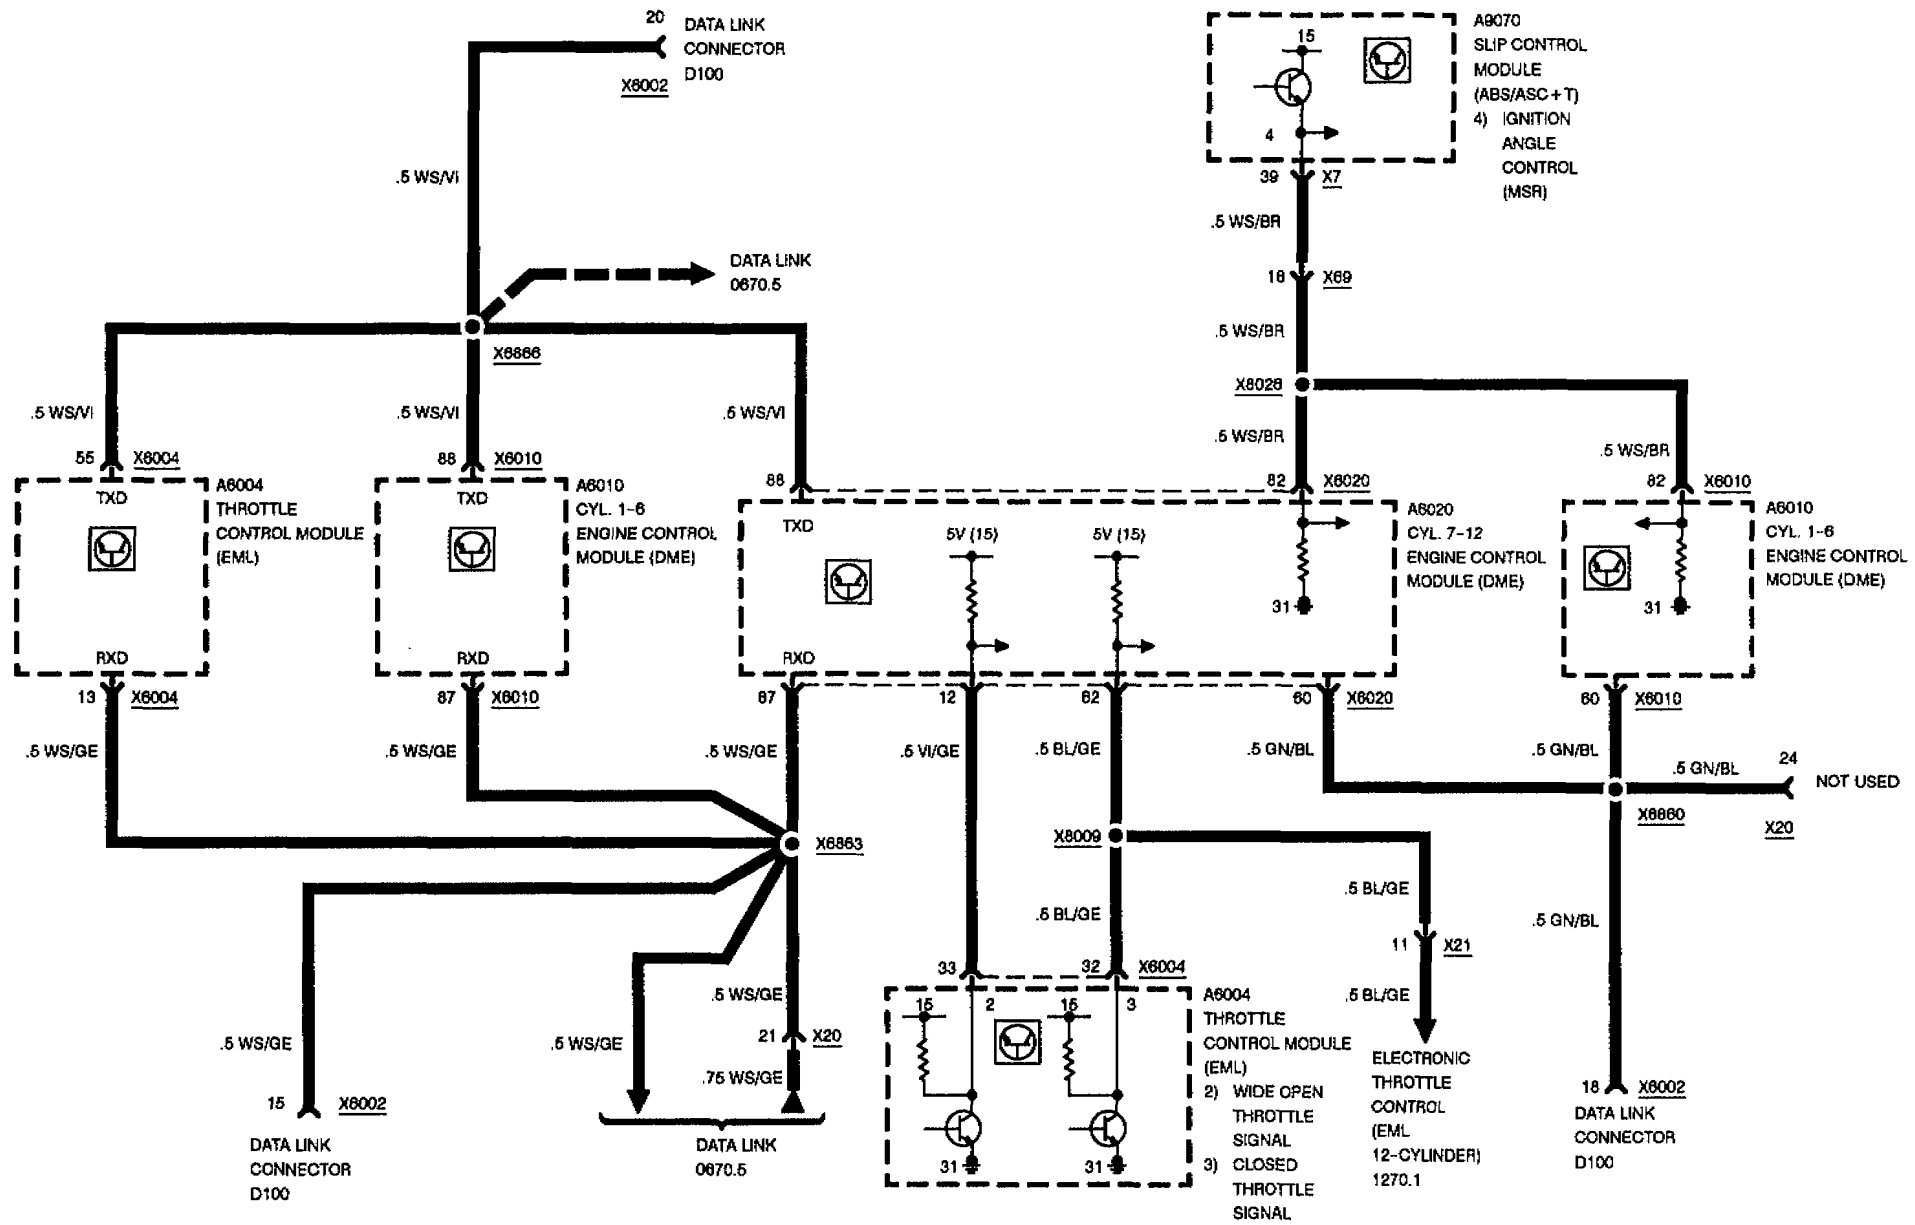 20
DATA LINK
CONNECTOR
D100
X6002
.5 WS/VI
DATA LINK
0670.5
X6866
.5 WS/VI
.5 WS/VI
.5 WS/VI
55
X6004
88
X6010
88
TXD
A6004
THROTTLE
CONTROL MODULE
(EML)
RXD
TXD
A6010
CYL. 1-6
ENGINE CONTROL
MODULE (DME)
RXD
TXD
RXD
5V (15)
5V (15)
A9070
SLIP CONTROL
MODULE
(ABS/ASC+T)
4) IGNITION
ANGLE
CONTROL
(MSR)
15
4
39
X7
.5 WS/BR
18
X69
.5 WS/BR
X8028
.5 WS/BR
.5 WS/BR
82
X6020
82
X6010
A6020
CYL. 7-12
ENGINE CONTROL
MODULE (DME)
31
A6010
CYL. 1-6
ENGINE CONTROL
MODULE (DME)
31
13
X6004
87
X6010
87
12
62
60
X6020
60
X6010
.5 WS/GE
.5 WS/GE
.5 WS/GE
.5 VI/GE
.5 BL/GE
.5 GN/BL
.5 GN/BL
.5 GN/BL
24
NOT USED
X20
X6860
X6863
X8009
.5 BL/GE
.5 BL/GE
.5 GN/BL
11
X21
.5 BL/GE
ELECTRONIC
THROTTLE
CONTROL
(EML
12-CYLINDER)
1270.1
33
32
X6004
15
2
15
3
31
31
A6004
THROTTLE
CONTROL MODULE
(EML)
2) WIDE OPEN
THROTTLE
SIGNAL
3) CLOSED
THROTTLE
SIGNAL
.5 WS/GE
.5 WS/GE
.5 WS/GE
21
X20
.75 WS/GE
DATA LINK
0670.5
15
X6002
DATA LINK
CONNECTOR
D100
18
X6002
DATA LINK
CONNECTOR
D100